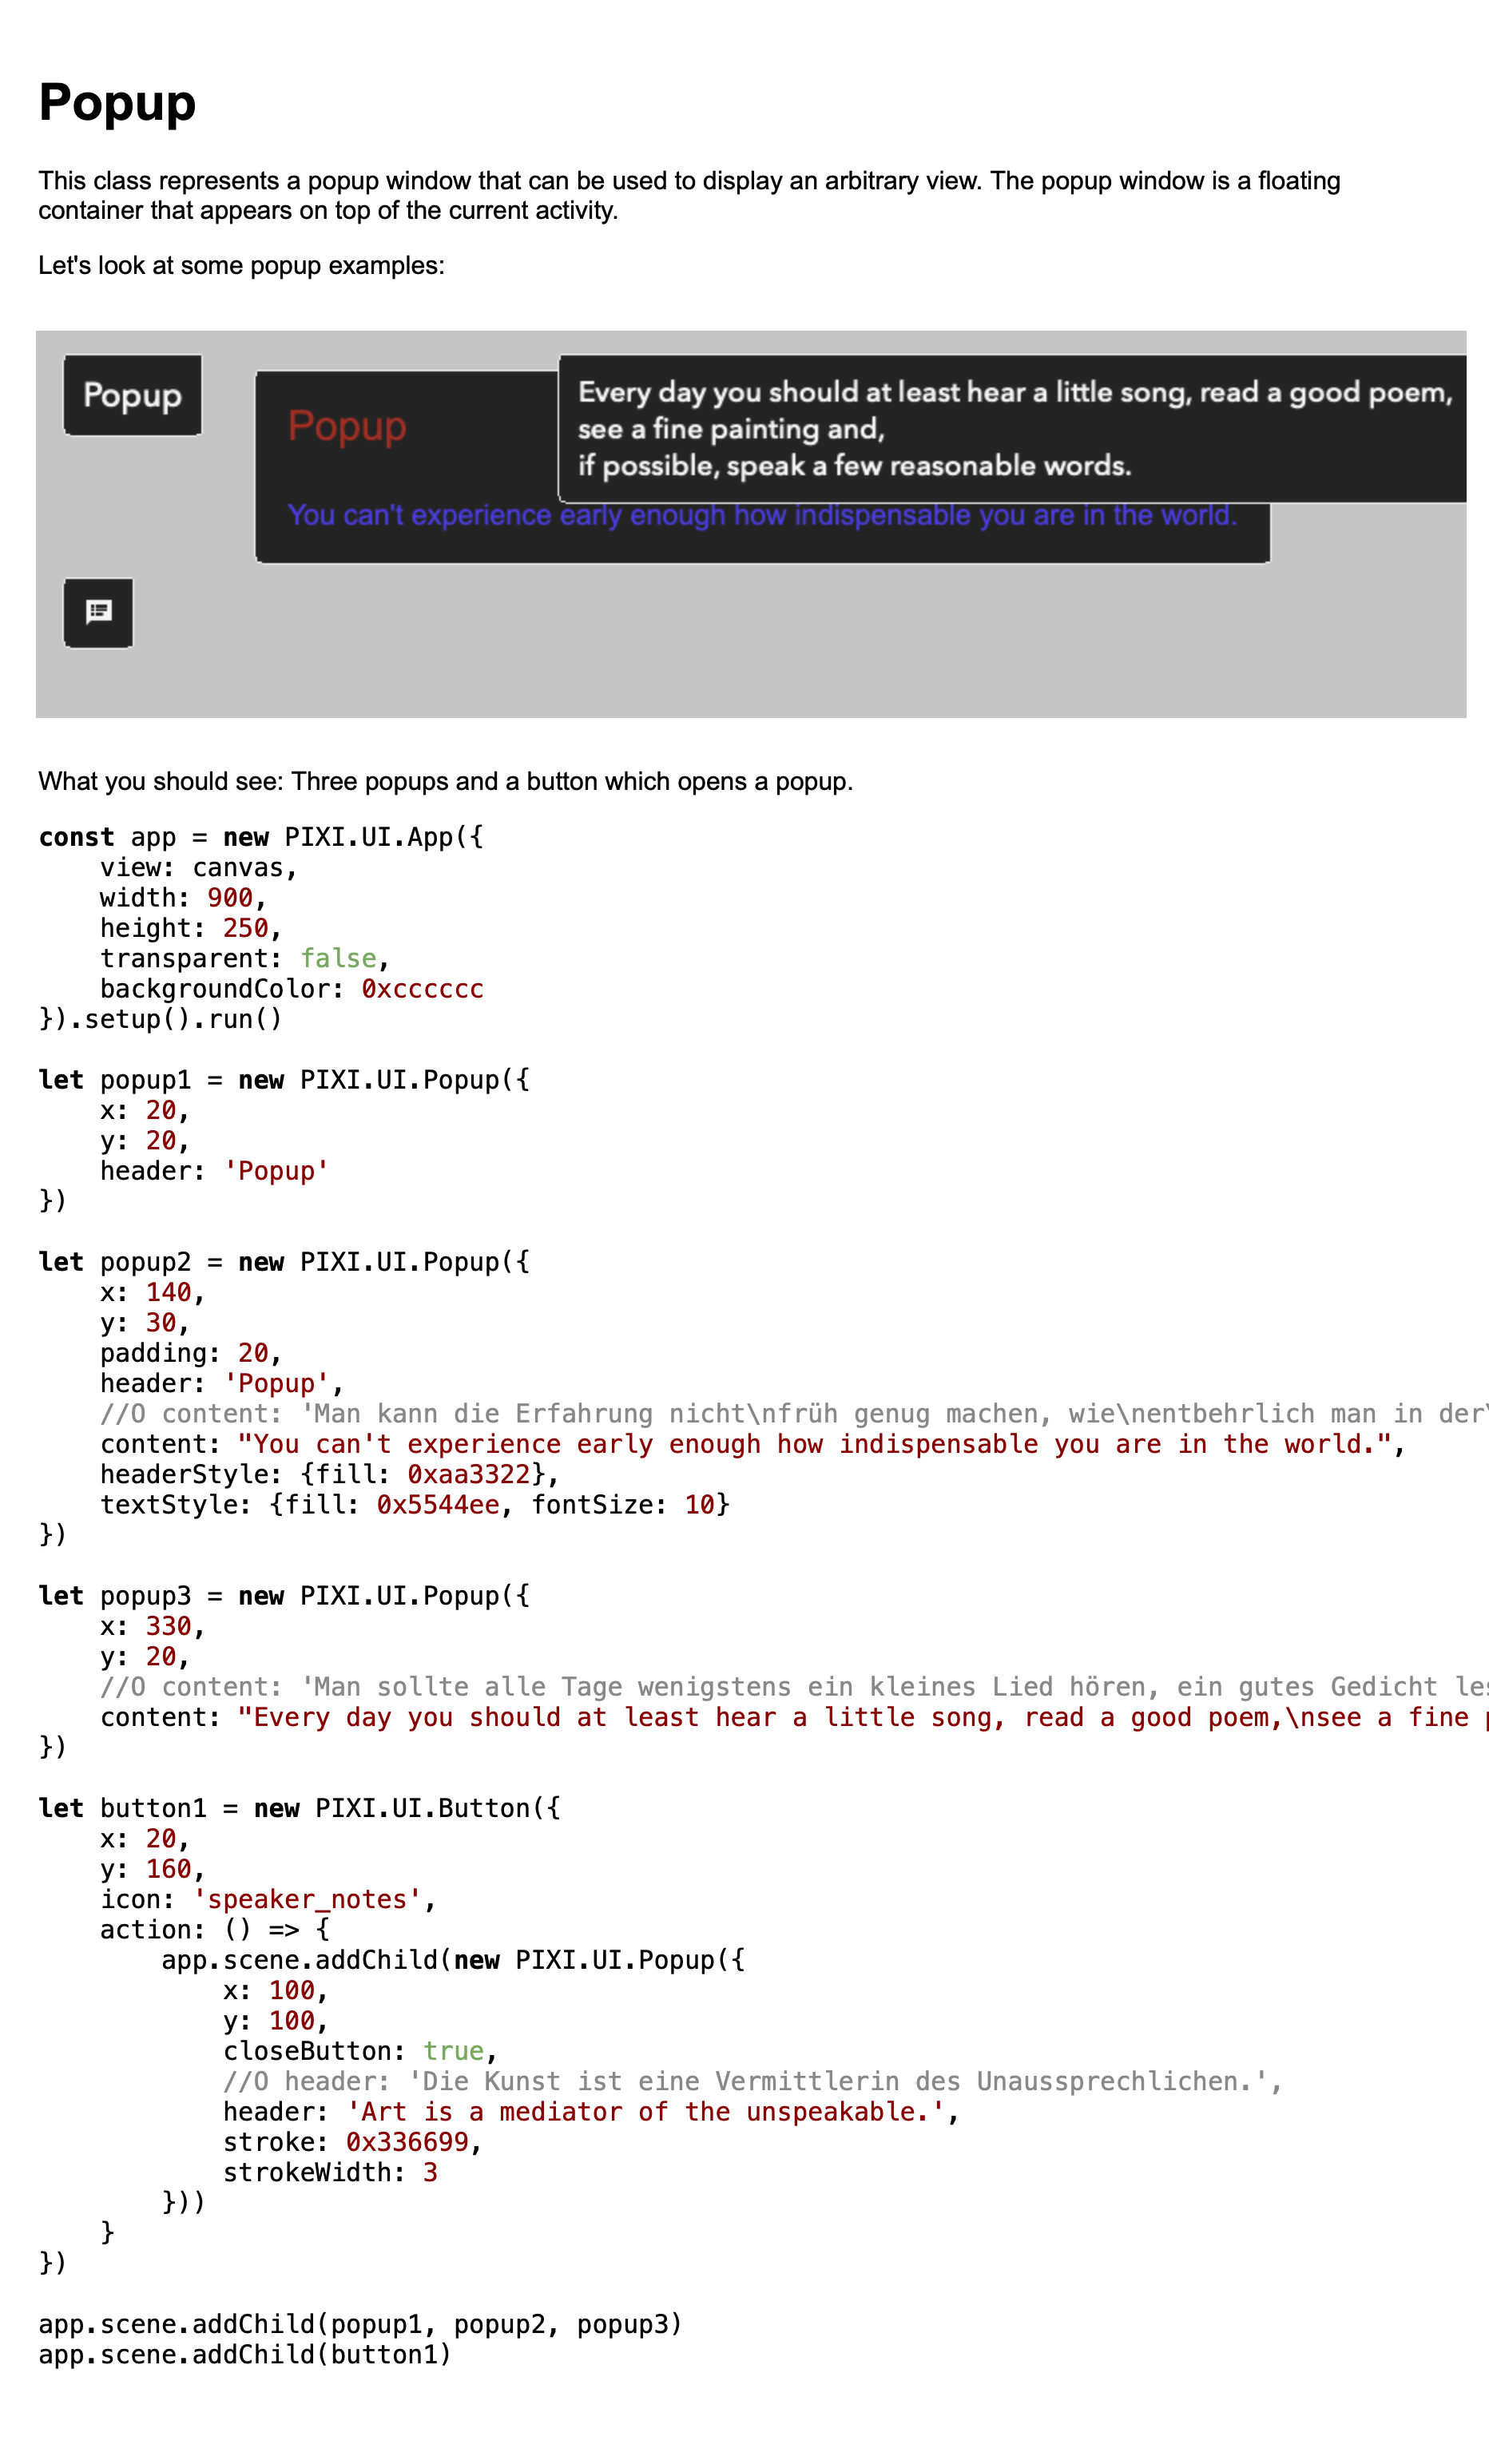 Popup
This class represents a popup window that can be used to display an arbitrary view. The popup window is a floating
container that appears on top of the current activity.
Let's look at some popup examples:
Popup
Popup
Every day you should at least hear a little song, read a good poem,
see a fine painting and,
if possible, speak a few reasonable words.
You can't experience early enough how indispensable you are in the world.
What you should see: Three popups and a button which opens a popup.
const app = new PIXI.UI.App({
    view: canvas,
    width: 900,
    height: 250,
    transparent: false,
    backgroundColor: 0xcccccc
}).setup().run()
let popup1 = new PIXI.UI.Popup({
    x: 20,
    y: 20,
    header: 'Popup'
})
let popup2 = new PIXI.UI.Popup({
    x: 140,
    y: 30,
    padding: 20,
    header: 'Popup',
    //O content: 'Man kann die Erfahrung nicht\nfrüh genug machen, wie\nentbehrlich man in der\
    content: "You can't experience early enough how indispensable you are in the world.",
    headerStyle: {fill: 0xaa3322},
    textStyle: {fill: 0x5544ee, fontSize: 10}
})
let popup3 = new PIXI.UI.Popup({
    x: 330,
    y: 20,
    //O content: 'Man sollte alle Tage wenigstens ein kleines Lied hören, ein gutes Gedicht les
    content: "Every day you should at least hear a little song, read a good poem,\nsee a fine
})
let button1 = new PIXI.UI.Button({
    x: 20,
    y: 160,
    icon: 'speaker_notes',
    action: () => {
        app.scene.addChild(new PIXI.UI.Popup({
            x: 100,
            y: 100,
            closeButton: true,
            //O header: 'Die Kunst ist eine Vermittlerin des Unaussprechlichen.',
            header: 'Art is a mediator of the unspeakable.',
            stroke: 0x336699,
            strokeWidth: 3
        }))
    }
})
app.scene.addChild(popup1, popup2, popup3)
app.scene.addChild(button1)